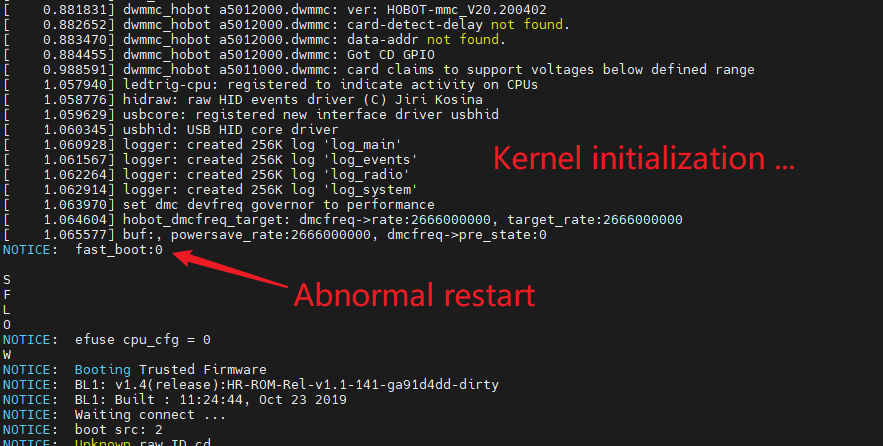 [    0.881831] dwmmc_hobot a5012000.dwmmc: ver: HOBOT-mmc_V20.200402
[    0.882652] dwmmc_hobot a5012000.dwmmc: card-detect-delay not found.
[    0.883470] dwmmc_hobot a5012000.dwmmc: data-addr not found.
[    0.884455] dwmmc_hobot a5012000.dwmmc: Got CD GPIO
[    0.988591] dwmmc_hobot a5011000.dwmmc: card claims to support voltages below defined range
[    1.057940] ledtrig-cpu: registered to indicate activity on CPUs
[    1.058776] hidraw: raw HID events driver (C) Jiri Kosina
[    1.059629] usbcore: registered new interface driver usbhid
[    1.060345] usbhid: USB HID core driver
[    1.060928] logger: created 256K log 'log_main'
[    1.061567] logger: created 256K log 'log_events'
Kernel initialization ...
[    1.062264] logger: created 256K log 'log_radio'
[    1.062914] logger: created 256K log 'log_system'
[    1.063970] set dmc devfreq governor to performance
[    1.064604] hobot_dmcfreq_target: dmcfreq->rate:2666000000, target_rate:2666000000
[    1.065577] buf:, powersave_rate:2666000000, dmcfreq->pre_state:0
NOTICE:  fast_boot:0
Abnormal restart
S
F
L
O
NOTICE:  efuse cpu_cfg = 0
W
NOTICE:  Booting Trusted Firmware
NOTICE:  BL1: v1.4(release):HR-ROM-Rel-v1.1-141-ga91d4dd-dirty
NOTICE:  BL1: Built : 11:24:44, Oct 23 2019
NOTICE:  Waiting connect ...
NOTICE:  boot src: 2
NOTICE:  Unknown raw ID cd